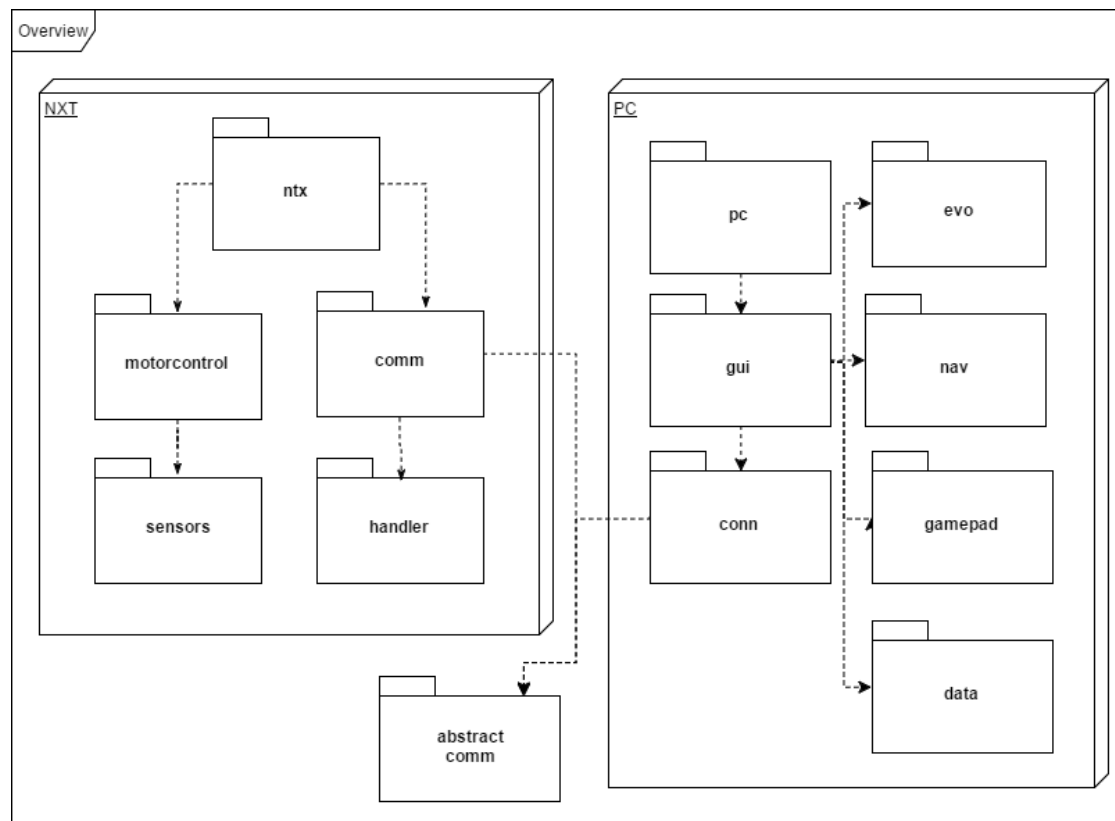 Overview
NXT
ntx
motorcontrol
comm
sensors
handler
abstract
comm
PC
pc
evo
gui
nav
conn
gamepad
data